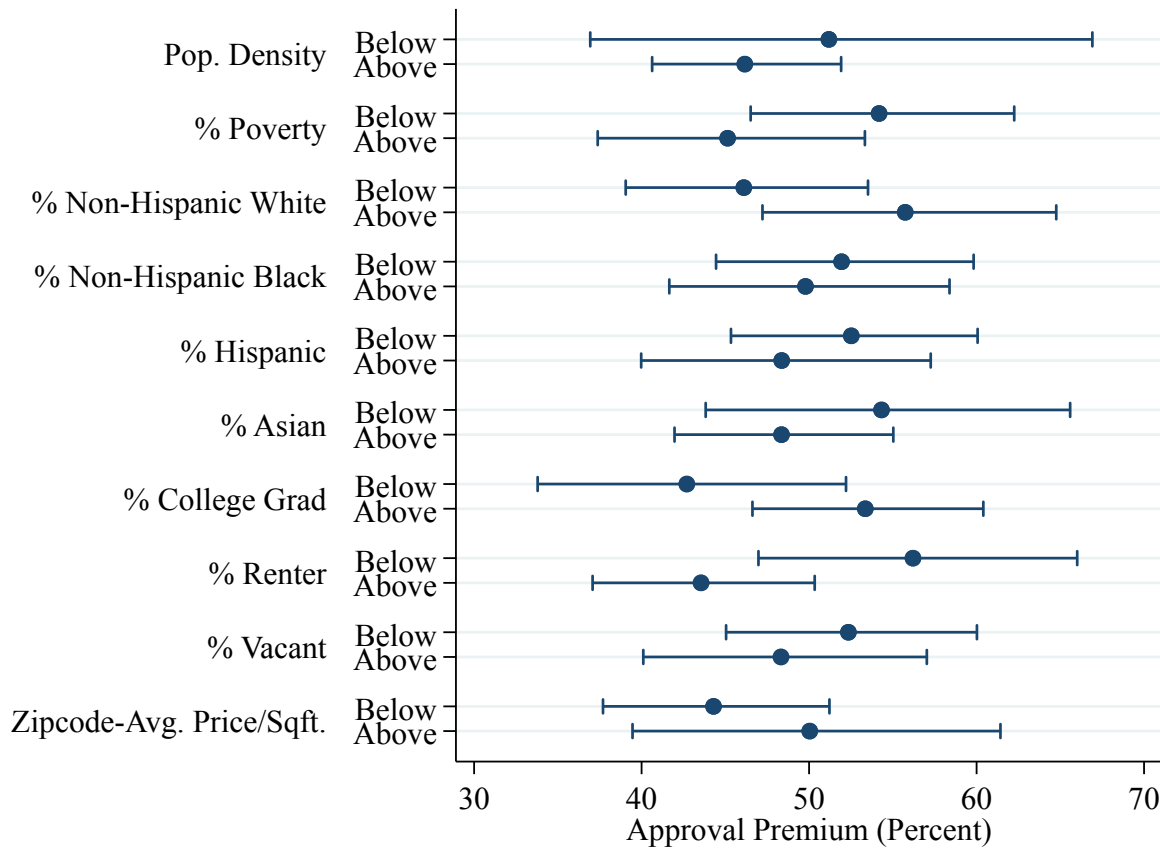 Pop. Density Below
Above
% Poverty Below
Above
% Non-Hispanic White Below
Above
% Non-Hispanic Black Below
Above
% Hispanic Below
Above
% Asian Below
Above
% College Grad Below
Above
% Renter Below
Above
% Vacant Below
Above
Zipcode-Avg. Price/Sqft. Below
Above
30 40 50 60 70
Approval Premium (Percent)